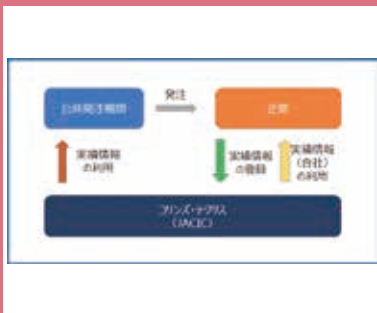 公共発注機関
発注
企業
実績情報
の利用
実績情報
の登録
実績情報
(会社)
の利用
コリンズ・テクリス
(JACIC)